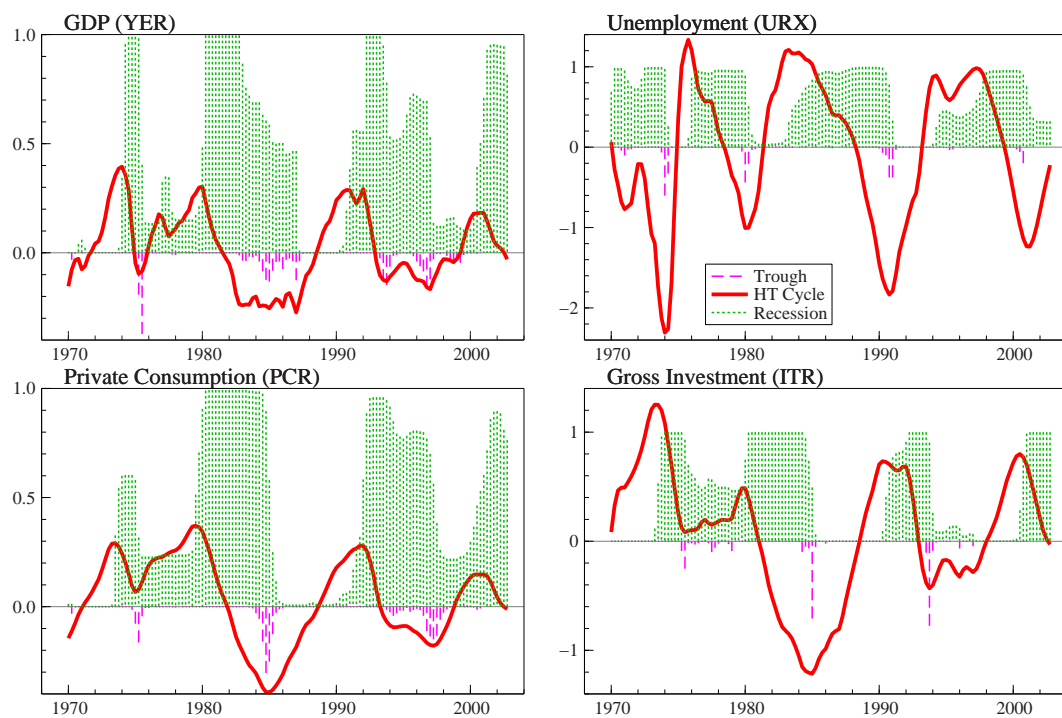 GDP (YER)
1.0
0.5
0.0
1970 1980 1990 2000
Unemployment (URX)
1
0
−1
−2
Trough
HT Cycle
Recession
1970 1980 1990 2000
Private Consumption (PCR)
1.0
0.5
0.0
1970 1980 1990 2000
Gross Investment (ITR)
1
0
−1
1970 1980 1990 2000